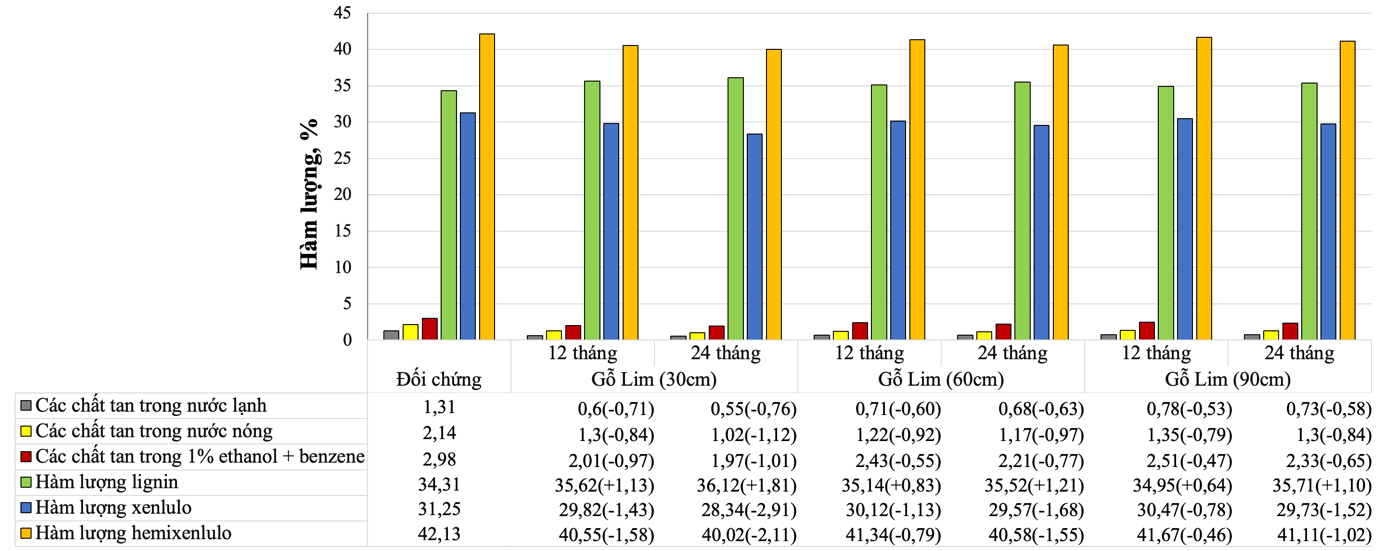 45
40
35
30
25
20
15
10
5
0
Hàm lượng, %
12 tháng 24 tháng 12 tháng 24 tháng 12 tháng 24 tháng
Đối chứng Gỗ Lim (30cm) Gỗ Lim (60cm) Gỗ Lim (90cm)
Các chất tan trong nước lạnh 1,31 0,6(-0,71) 0,55(-0,76) 0,71(-0,60) 0,68(-0,63) 0,78(-0,53) 0,73(-0,58)
Các chất tan trong nước nóng 2,14 1,3(-0,84) 1,02(-1,12) 1,22(-0,92) 1,17(-0,97) 1,35(-0,79) 1,3(-0,84)
Các chất tan trong 1% ethanol + benzene 2,98 2,01(-0,97) 1,97(-1,01) 2,43(-0,55) 2,21(-0,77) 2,51(-0,47) 2,33(-0,65)
Hàm lượng lignin 34,31 35,62(+1,13) 36,12(+1,81) 35,14(+0,83) 35,52(+1,21) 34,95(+0,64) 35,71(+1,10)
Hàm lượng xenlulo 31,25 29,82(-1,43) 28,34(-2,91) 30,12(-1,13) 29,57(-1,68) 30,47(-0,78) 29,73(-1,52)
Hàm lượng hemixenlulo 42,13 40,55(-1,58) 40,02(-2,11) 41,34(-0,79) 40,58(-1,55) 41,67(-0,46) 41,11(-1,02)